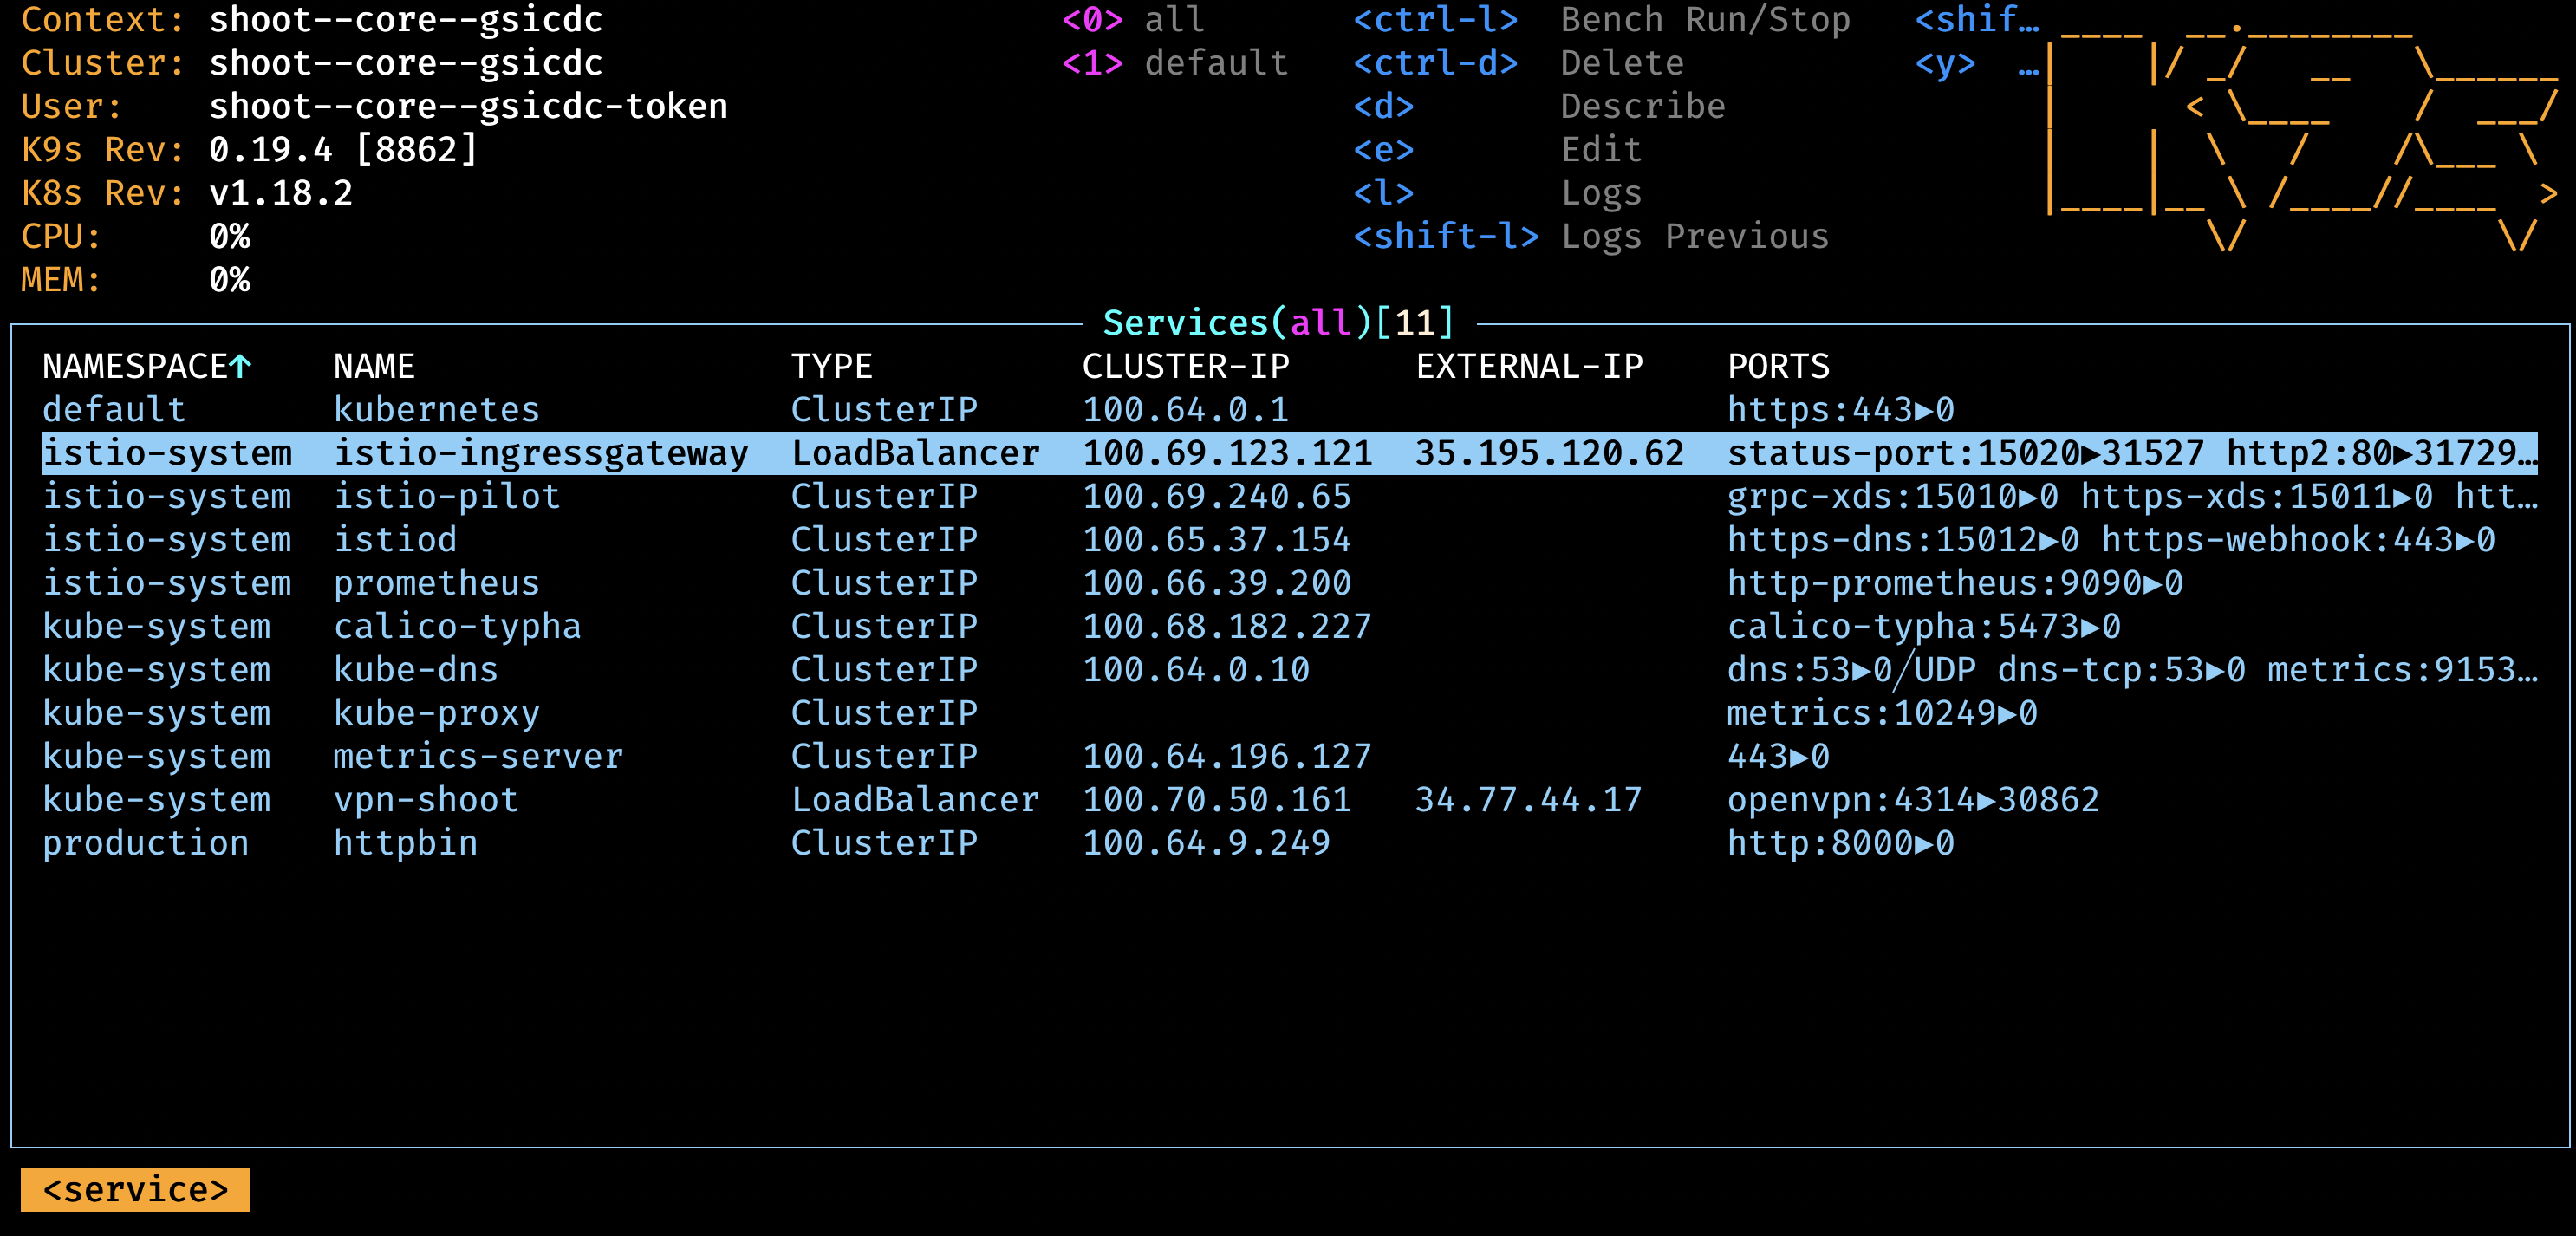 Context: shoot--core--gsicdc <0> all <ctrl-l> Bench Run/Stop <shif…
Cluster: shoot--core--gsicdc <1> default <ctrl-d> Delete <y> …
User: shoot--core--gsicdc-token <d> Describe
K9s Rev: 0.19.4 [8862] <e> Edit
K8s Rev: v1.18.2 <l> Logs
CPU: 0% <shift-l> Logs Previous
MEM: 0%
Services(all)[11]
NAMESPACE↑ NAME TYPE CLUSTER-IP EXTERNAL-IP PORTS
default kubernetes ClusterIP 100.64.0.1 https:443►0
istio-system istio-ingressgateway LoadBalancer 100.69.123.121 35.195.120.62 status-port:15020►31527 http2:80►31729…
istio-system istio-pilot ClusterIP 100.69.240.65 grpc-xds:15010►0 https-xds:15011►0 htt…
istio-system istiod ClusterIP 100.65.37.154 https-dns:15012►0 https-webhook:443►0
istio-system prometheus ClusterIP 100.66.39.200 http-prometheus:9090►0
kube-system calico-typha ClusterIP 100.68.182.227 calico-typha:5473►0
kube-system kube-dns ClusterIP 100.64.0.10 dns:53►0/UDP dns-tcp:53►0 metrics:9153…
kube-system kube-proxy ClusterIP metrics:10249►0
kube-system metrics-server ClusterIP 100.64.196.127 443►0
kube-system vpn-shoot LoadBalancer 100.70.50.161 34.77.44.17 openvpn:4314►30862
production httpbin ClusterIP 100.64.9.249 http:8000►0
<service>